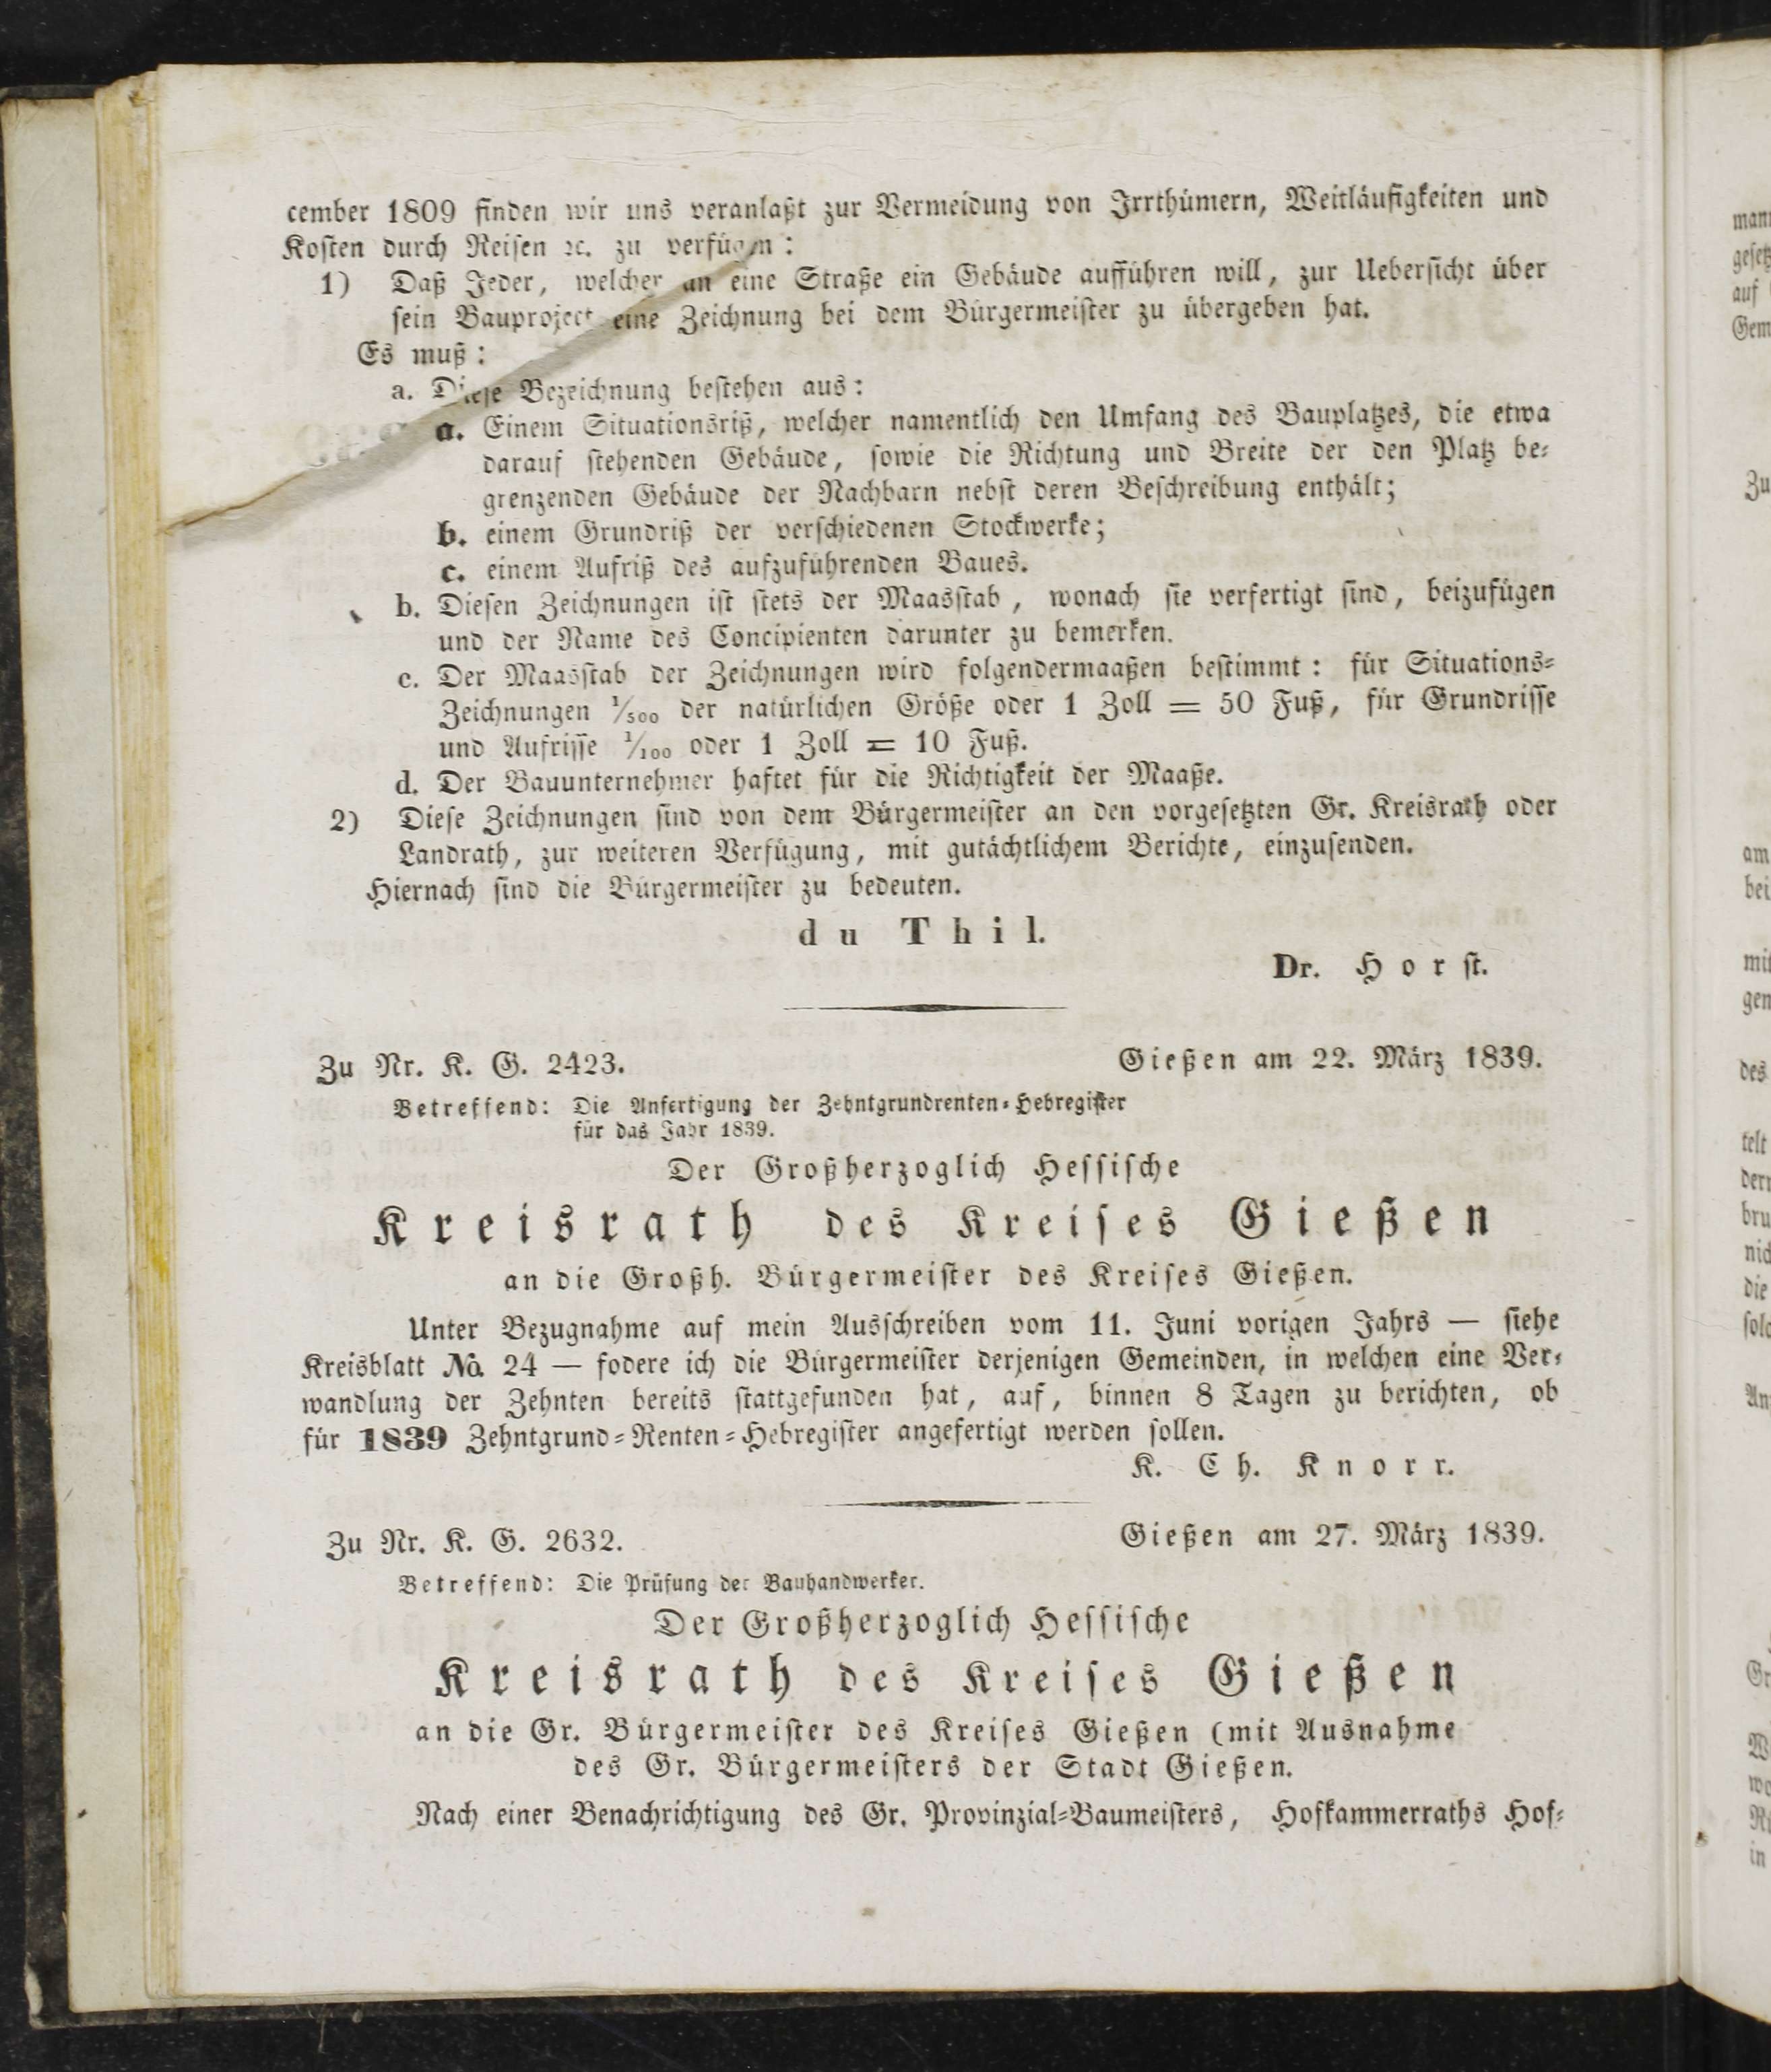 cember 1809 finden wir uns veranlaßt zur Vermeidung von Irrthümern, Weitläufigkeiten und
Kosten durch Reisen ꝛc. zu verfügen:
1) Daß Jeder, welcher an eine Straße ein Gebäude aufführen will, zur Uebersicht über
sein Bauproject eine Zeichnung bei dem Bürgermeister zu übergeben hat.
Es muß:
a. Diese Bezeichnung bestehen aus:
a. Einem Situationsriß, welcher namentlich den Umfang des Bauplatzes, die etwa
darauf stehenden Gebäude, sowie die Richtung und Breite der den Platz be-
grenzenden Gebäude der Nachbarn nebst deren Beschreibung enthält;
b. einem Grundriß der verschiedenen Stockwerke;
c. einem Aufriß des aufzuführenden Baues.
b. Diesen Zeichnungen ist stets der Maasstab, wonach sie verfertigt sind, beizufügen
und der Name des Concipienten darunter zu bemerken.
c. Der Maasstab der Zeichnungen wird folgendermaaßen bestimmt: für Situations-
Zeichnungen 1/500 der natürlichen Größe oder 1 Zoll = 50 Fuß, für Grundrisse
und Aufrisse 1/100 oder 1 Zoll = 10 Fuß.
d. Der Bauunternehmer haftet für die Richtigkeit der Maaße.
2) Diese Zeichnungen sind von dem Bürgermeister an den vorgesetzten Gr. Kreisrath oder
Landrath, zur weiteren Verfügung, mit gutächtlichem Berichte, einzusenden.
Hiernach sind die Bürgermeister zu bedeuten.
du Thil.
Dr. Horst.
Zu Nr. K. G. 2423. Gießen am 22. März 1839.
Betreffend: Die Anfertigung der Zehntgrundrenten-Hebregister
für das Jahr 1839.
Der Großherzoglich Hessische
Kreisrath des Kreises Gießen
an die Großh. Bürgermeister des Kreises Gießen.
Unter Bezugnahme auf mein Ausschreiben vom 11. Juni vorigen Jahrs — siehe
Kreisblatt No. 24 — fodere ich die Bürgermeister derjenigen Gemeinden, in welchen eine Ver-
wandlung der Zehnten bereits stattgefunden hat, auf, binnen 8 Tagen zu berichten, ob
für 1839 Zehntgrund-Renten-Hebregister angefertigt werden sollen.
K. Ch. Knorr.
Zu Nr. K. G. 2632. Gießen am 27. März 1839.
Betreffend: Die Prüfung der Bauhandwerker.
Der Großherzoglich Hessische
Kreisrath des Kreises Gießen
an die Gr. Bürgermeister des Kreises Gießen (mit Ausnahme
des Gr. Bürgermeisters der Stadt Gießen.
Nach einer Benachrichtigung des Gr. Provinzial-Baumeisters, Hofkammerraths Hof-